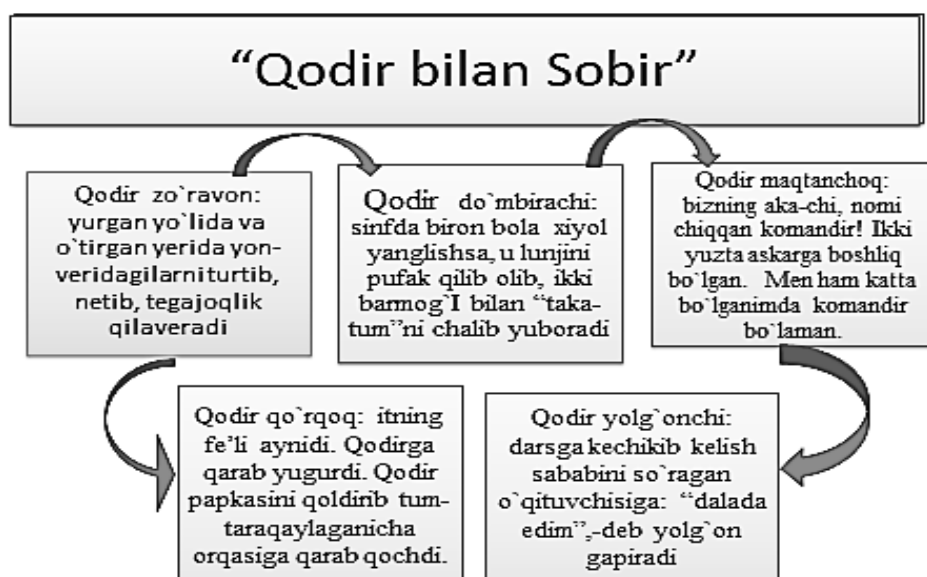 “Qodir bilan Sobir”
Qodir zo`ravon:
yurgan yo`lida va
o`tirgan yerida yon-
veridagilarni turtib,
netib, tegajoqlik
qilaveradi
Qodir do`mbirachi:
sinfda biron bola xiyol
yanglishsa, u lunjini
pufak qilib olib, ikki
barmog`I bilan “taka-
tum”ni chalib yuboradi
Qodir maqtanchoq:
bizning aka-chi, nomi
chiqqan komandir! Ikki
yuzta askarga boshliq
bo`lgan. Men ham katta
bo`lganimda komandir
bo`laman.
Qodir qo`rqoq: itning
fe’li aynidi. Qodirga
qarab yugurdi. Qodir
papkasini qoldirib tum-
taraqaylaganicha
orqasiga qarab qochdi.
Qodir yolg`onchi:
darsga kechikib kelish
sababini so`ragan
o`qituvchisiga: “dalada
edim”,-deb yolg`on
gapiradi